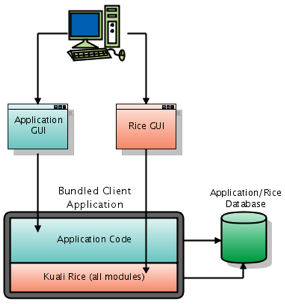 Application
GUI
Rice GUI
Bundled Client
Application
Application/Rice
Database
Application Code
Kuali Rice (all modules)